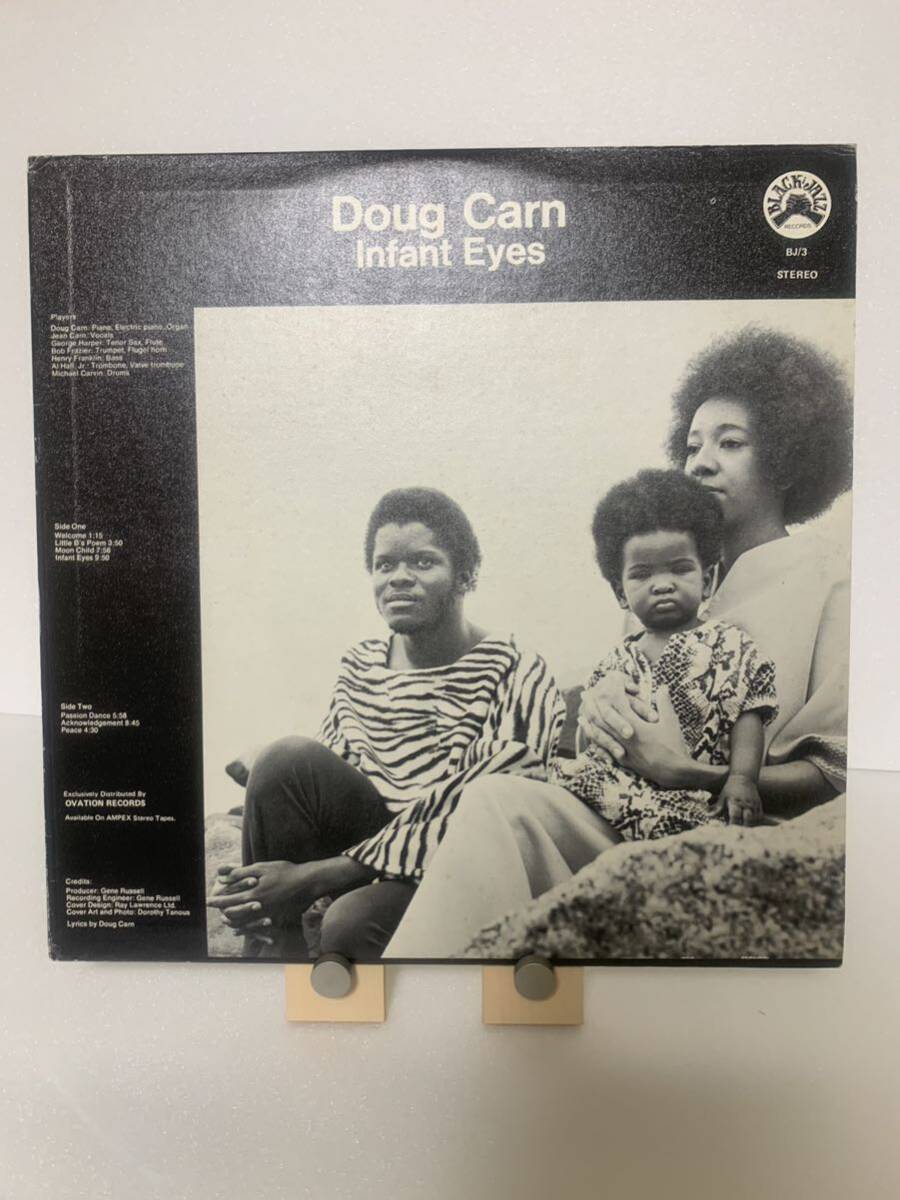 Doug Carn
Infant Eyes
BLACK JAZZ
RECORDS
BJ/3
STEREO
Players
Doug Carn: Piano, Electric piano, Organ
Jean Carn: Vocals
George Harper: Tenor Sax, Flute
Bob Frazier: Trumpet, Flugel horn
Henry Franklin: Bass
Al Hall, Jr.: Trombone, Valve trombone
Michael Carvin: Drums
Side One
Welcome 1:15
Little B's Poem 3:50
Moon Child 7:56
Infant Eyes 9:50
Side Two
Passion Dance 5:58
Acknowledgement 8:45
Peace 4:30
Exclusively Distributed By
OVATION RECORDS
Available On AMPEX Stereo Tapes.
Credits:
Producer: Gene Russell
Recording Engineer: Gene Russell
Cover Design: Ray Lawrence Ltd.
Cover Art and Photo: Dorothy Tanous
Lyrics by Doug Carn